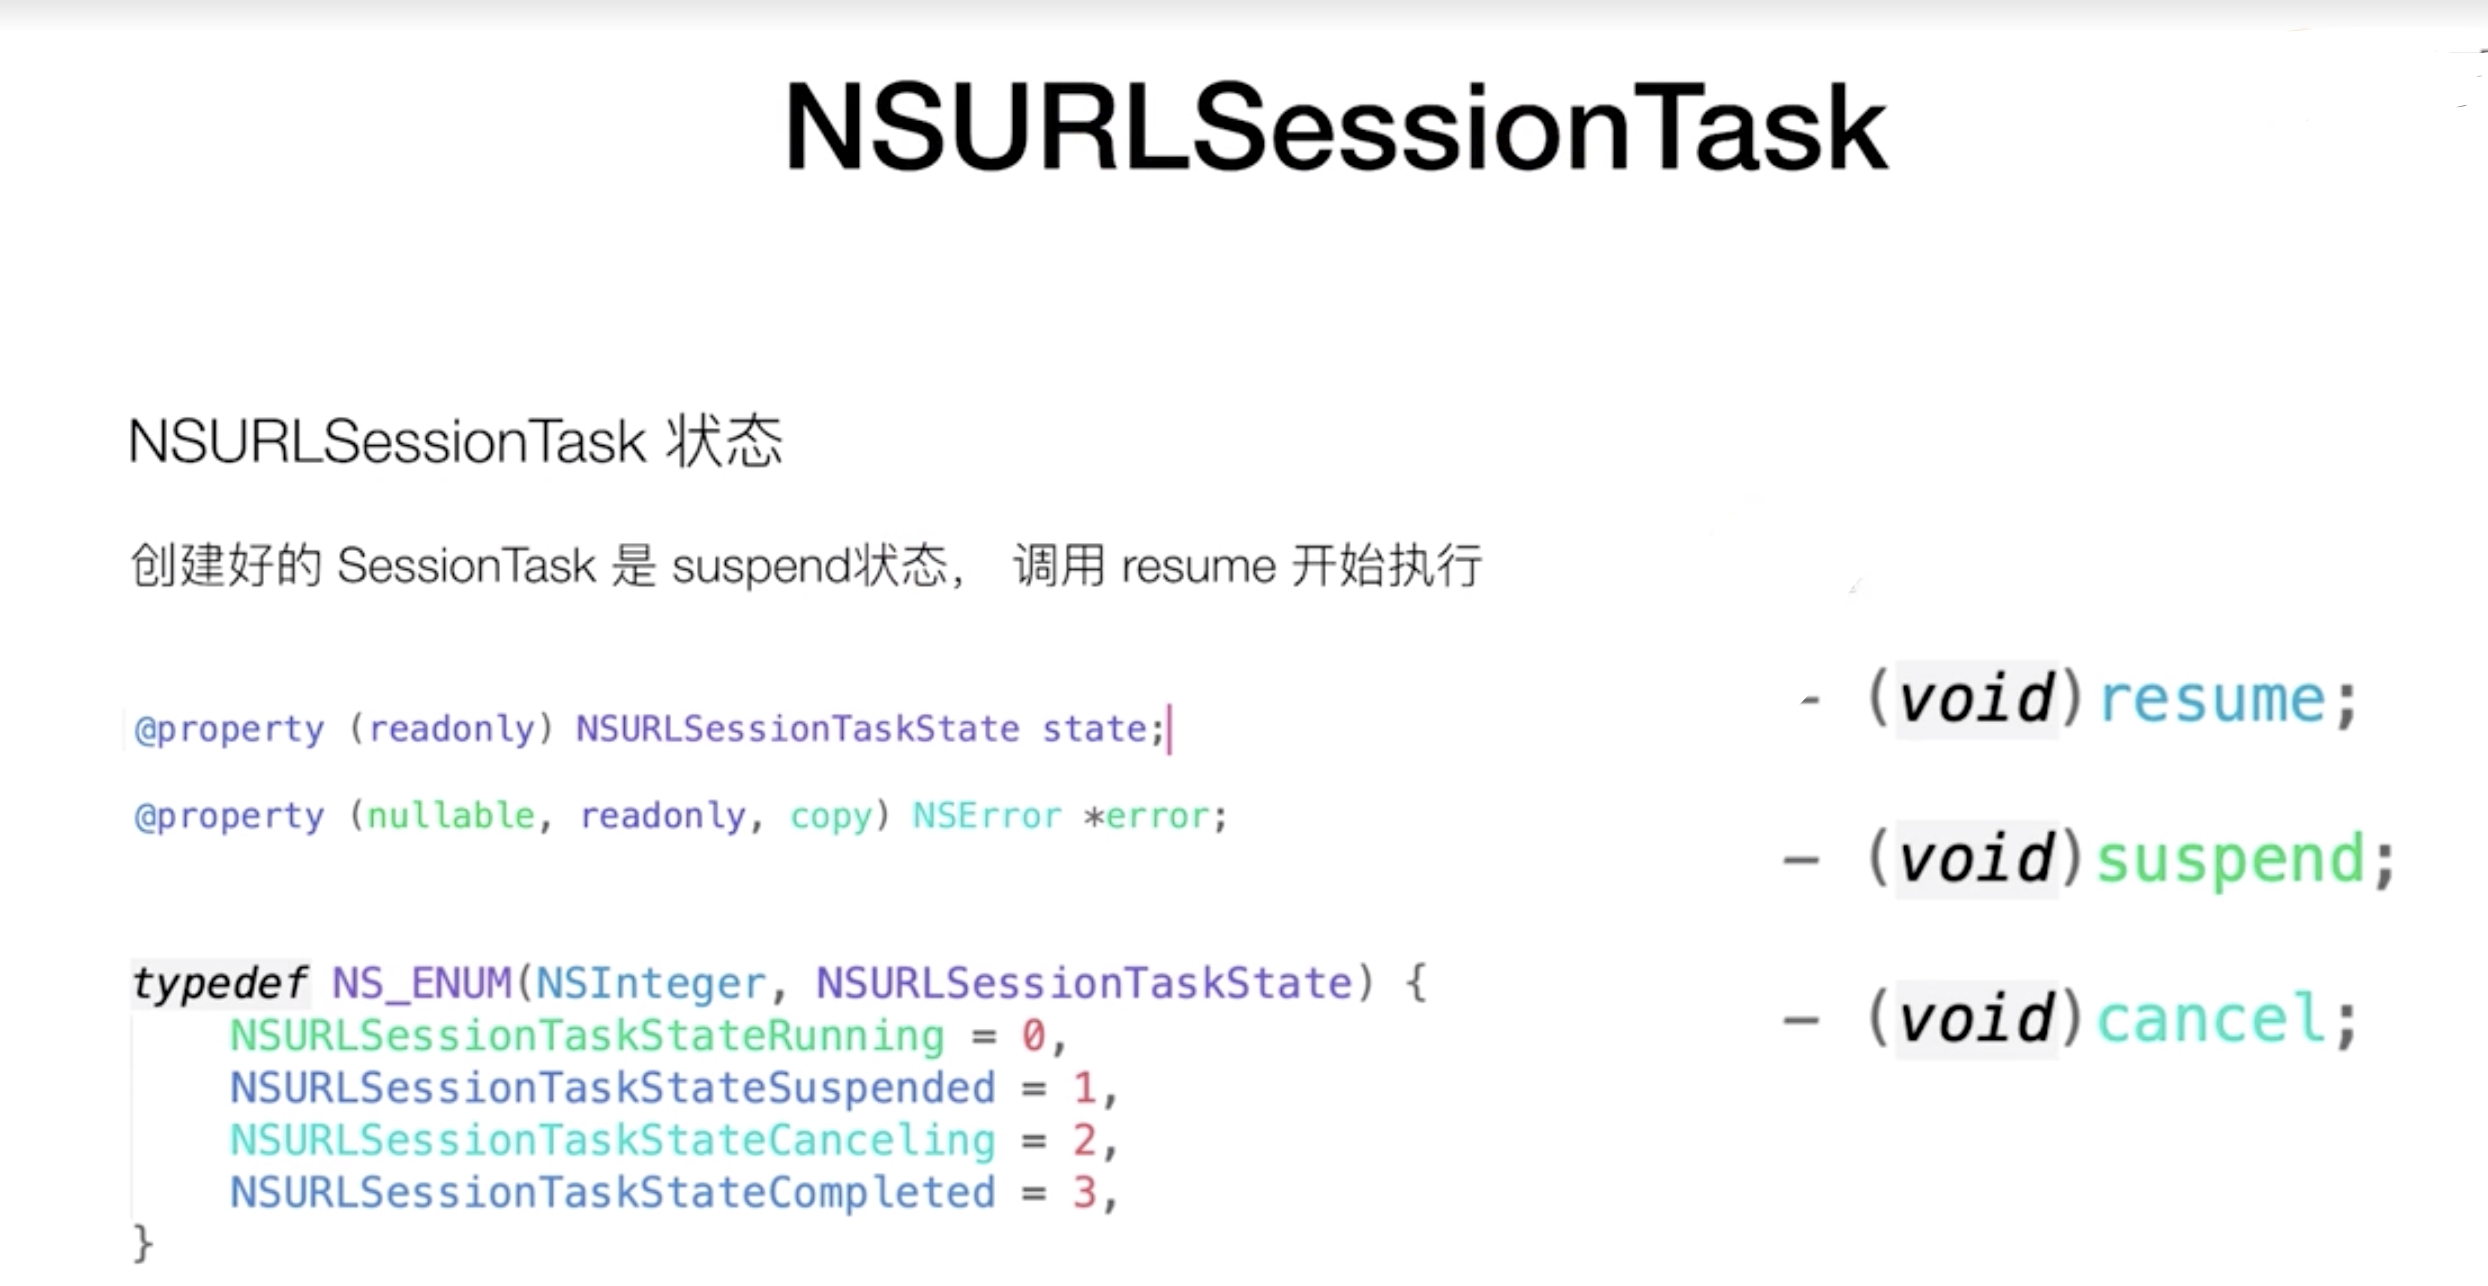 NSURLSessionTask
NSURLSessionTask 状态
创建好的 SessionTask 是 suspend状态， 调用 resume 开始执行
@property (readonly) NSURLSessionTaskState state;
@property (nullable, readonly, copy) NSError *error;
typedef NS_ENUM(NSInteger, NSURLSessionTaskState) {
    NSURLSessionTaskStateRunning = 0,
    NSURLSessionTaskStateSuspended = 1,
    NSURLSessionTaskStateCanceling = 2,
    NSURLSessionTaskStateCompleted = 3,
}
- (void)resume;
– (void)suspend;
– (void)cancel;